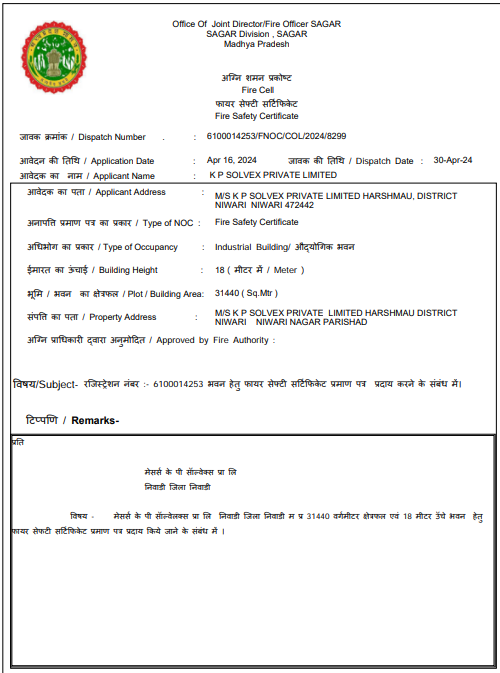 Office Of Joint Director/Fire Officer SAGAR
SAGAR Division , SAGAR
Madhya Pradesh
अग्नि शमन प्रकोष्ट
Fire Cell
फायर सेफ्टी सर्टिफिकेट
Fire Safety Certificate
जावक क्रमांक / Dispatch Number . : 6100014253/FNOC/COL/2024/8299
आवेदन की तिथि / Application Date : Apr 16, 2024 जावक की तिथि / Dispatch Date : 30-Apr-24
आवेदक का नाम / Applicant Name : K P SOLVEX PRIVATE LIMITED
आवेदक का पता / Applicant Address : M/S K P SOLVEX PRIVATE LIMITED HARSHMAU, DISTRICT
NIWARI NIWARI 472442
अनापत्ति प्रमाण पत्र का प्रकार / Type of NOC : Fire Safety Certificate
अधिभोग का प्रकार / Type of Occupancy : Industrial Building/ औद्योगिक भवन
ईमारत का ऊंचाई / Building Height : 18 ( मीटर में / Meter )
भूमि / भवन का क्षेत्रफल / Plot / Building Area: 31440 ( Sq.Mtr )
संपत्ति का पता / Property Address : M/S K P SOLVEX PRIVATE LIMITED HARSHMAU DISTRICT
NIWARI NIWARI NAGAR PARISHAD
अग्नि प्राधिकारी द्वारा अनुमोदित / Approved by Fire Authority :
विषय/Subject- रजिस्ट्रेशन नंबर :- 6100014253 भवन हेतु फायर सेफ्टी सर्टिफिकेट प्रमाण पत्र प्रदाय करने के संबंध में।
टिप्पणि / Remarks-
प्रति
मेसर्स के पी सॉल्वेक्स प्रा लि
निवाडी जिला निवाडी
विषय - मेसर्स के पी सॉल्वेलक्स प्रा लि निवाडी जिला निवाडी म प्र 31440 वर्गमीटर क्षेत्रफल एवं 18 मीटर उँचे भवन हेतु
फायर सेफटी सर्टिफिकेट प्रमाण पत्र प्रदाय किये जाने के संबंध में ।